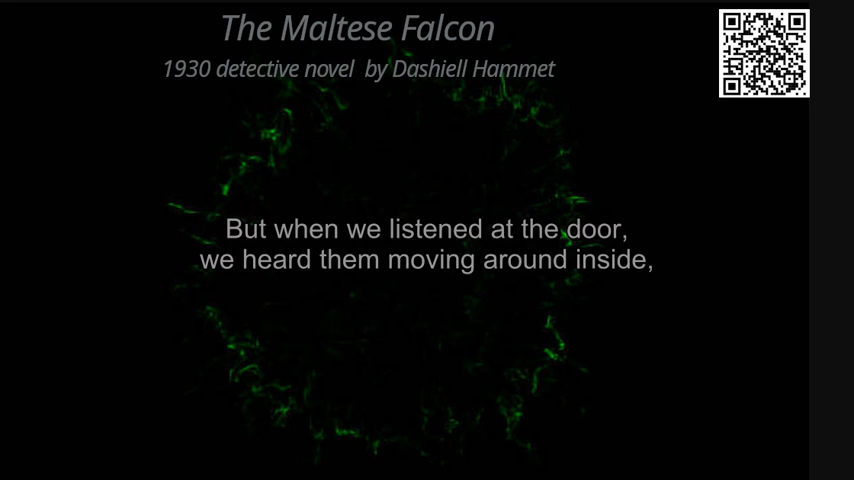 The Maltese Falcon
1930 detective novel by Dashiell Hammet
But when we listened at the door,
we heard them moving around inside,